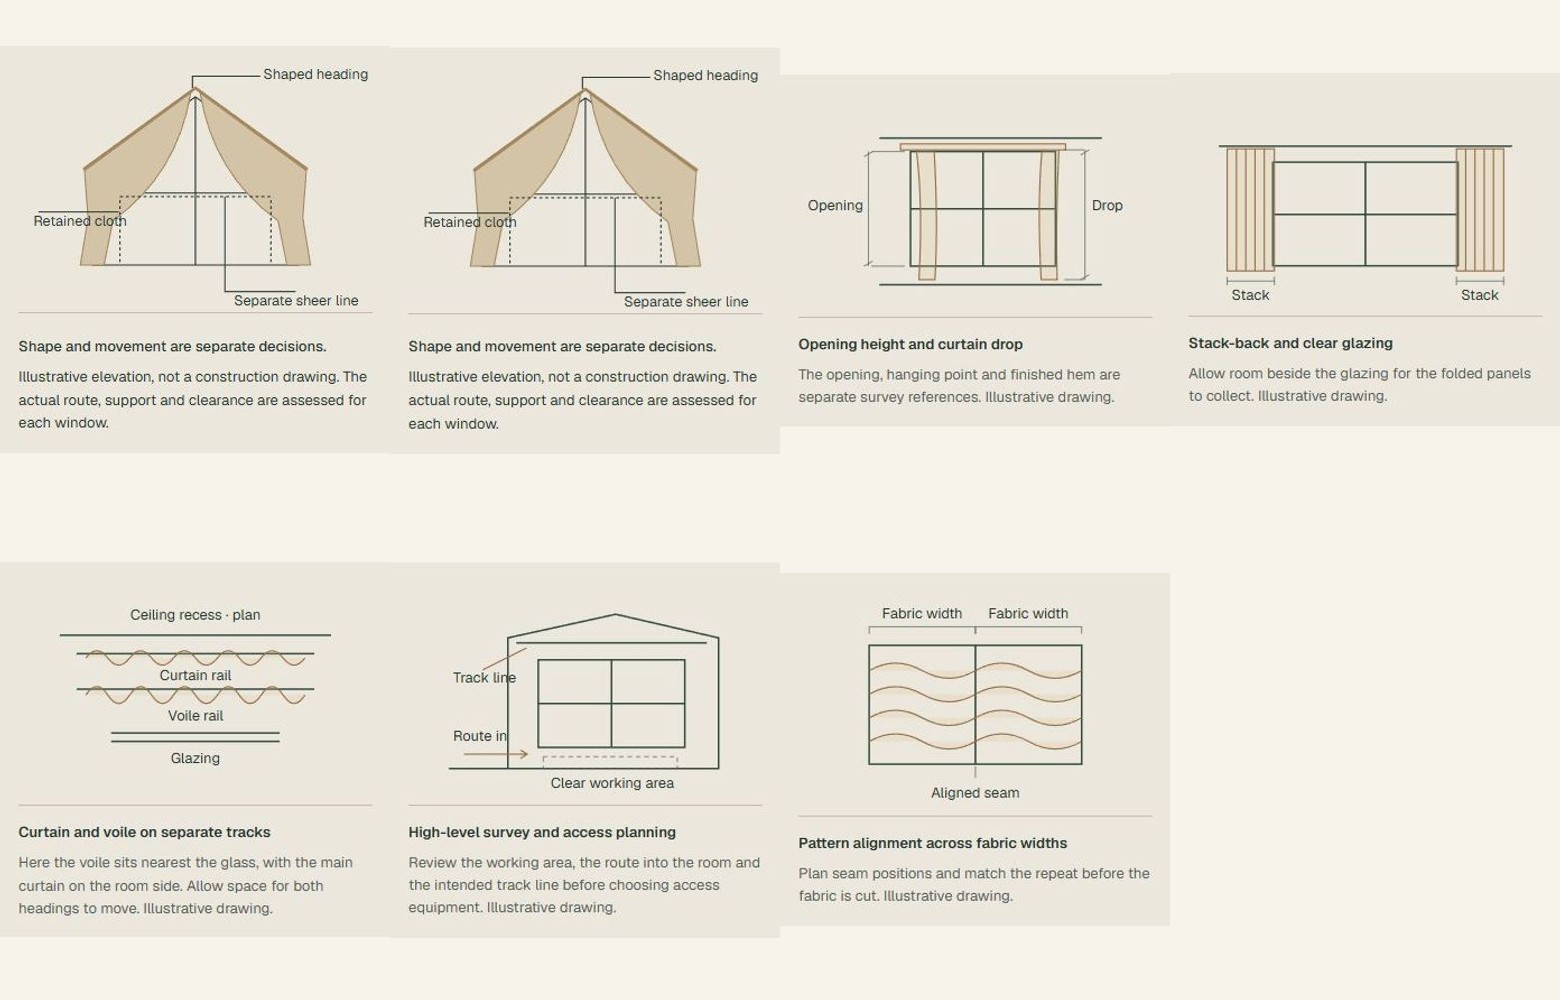 Shaped heading
Retained cloth
Separate sheer line
Shape and movement are separate decisions.
Illustrative elevation, not a construction drawing. The
actual route, support and clearance are assessed for
each window.
Shaped heading
Retained cloth
Separate sheer line
Shape and movement are separate decisions.
Illustrative elevation, not a construction drawing. The
actual route, support and clearance are assessed for
each window.
Opening
Drop
Opening height and curtain drop
The opening, hanging point and finished hem are
separate survey references. Illustrative drawing.
Stack
Stack
Stack-back and clear glazing
Allow room beside the glazing for the folded panels
to collect. Illustrative drawing.
Ceiling recess · plan
Curtain rail
Voile rail
Glazing
Curtain and voile on separate tracks
Here the voile sits nearest the glass, with the main
curtain on the room side. Allow space for both
headings to move. Illustrative drawing.
Track line
Route in
Clear working area
High-level survey and access planning
Review the working area, the route into the room and
the intended track line before choosing access
equipment. Illustrative drawing.
Fabric width
Fabric width
Aligned seam
Pattern alignment across fabric widths
Plan seam positions and match the repeat before the
fabric is cut. Illustrative drawing.